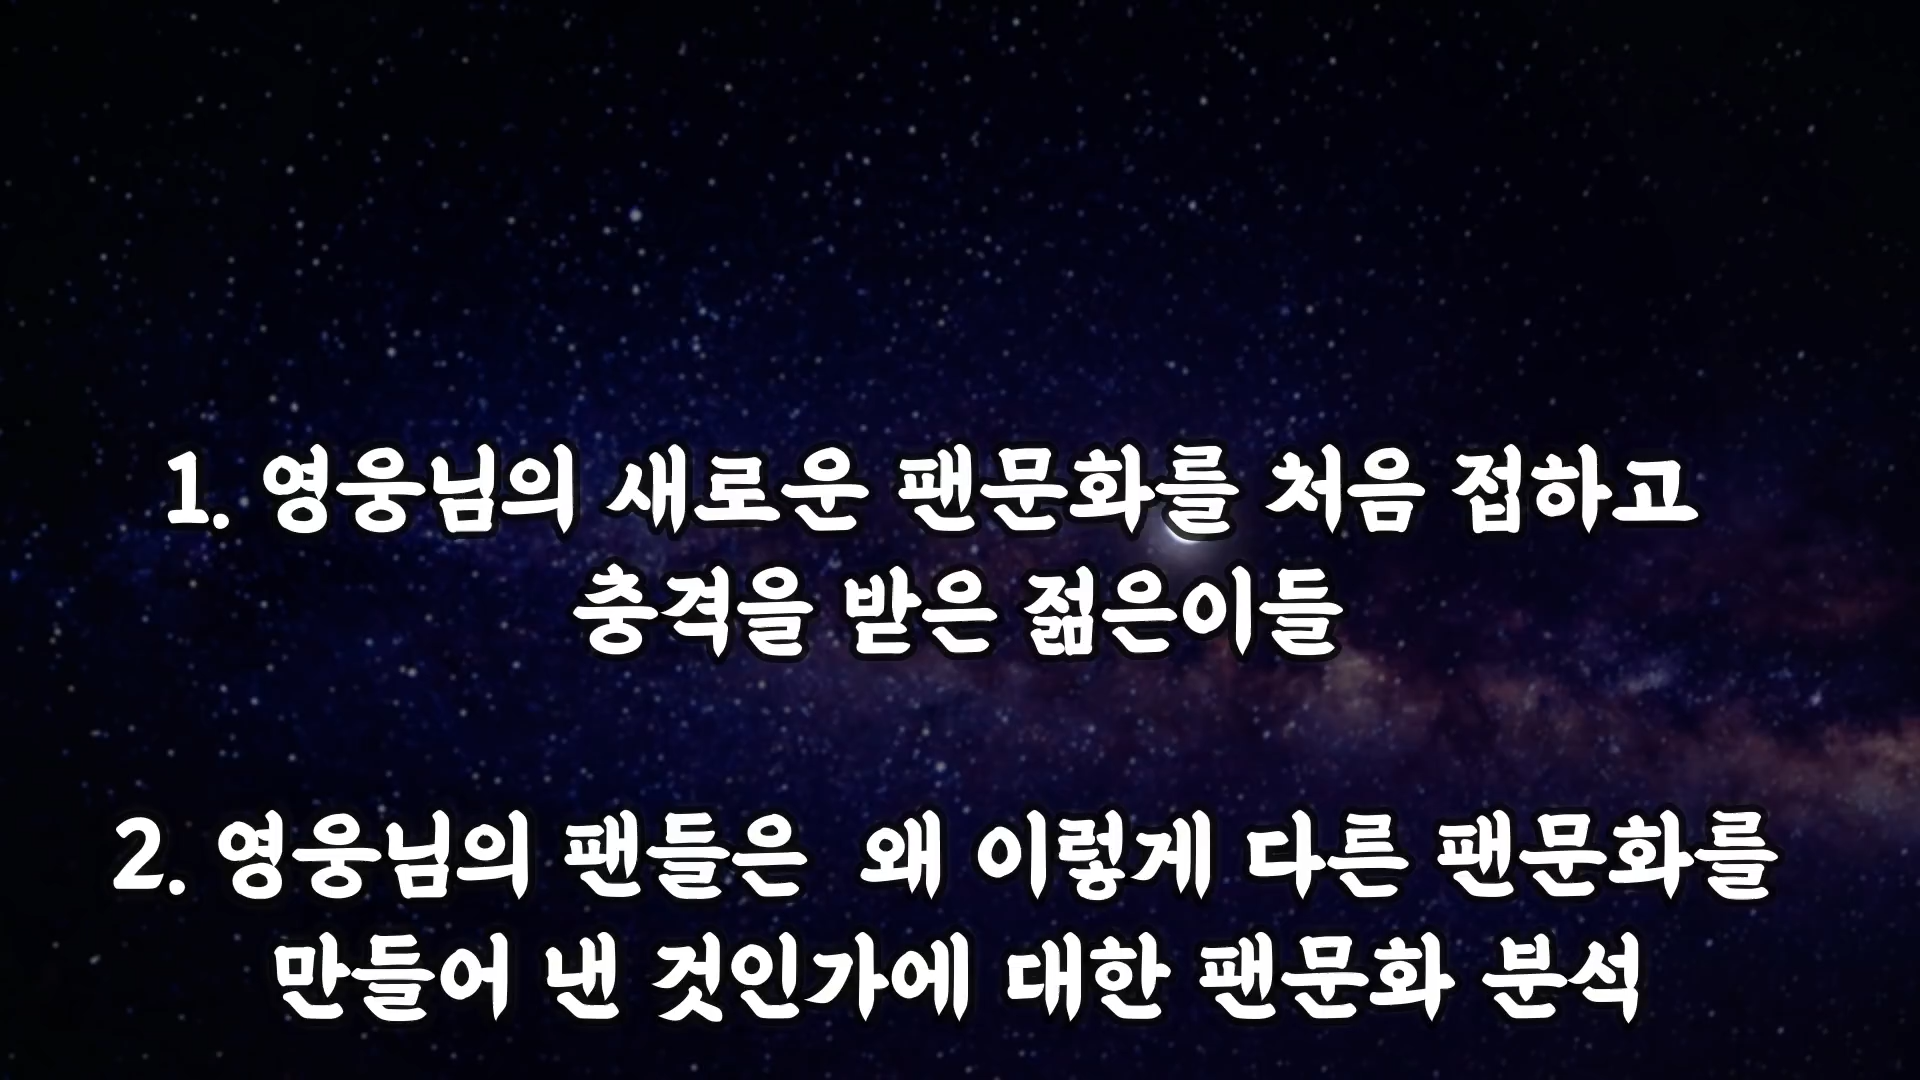 1. 영웅님의 새로운 팬문화를 처음 접하고
충격을 받은 젊은이들
2. 영웅님의 팬들은 왜 이렇게 다른 팬문화를
만들어 낸 것인가에 대한 팬문화 분석